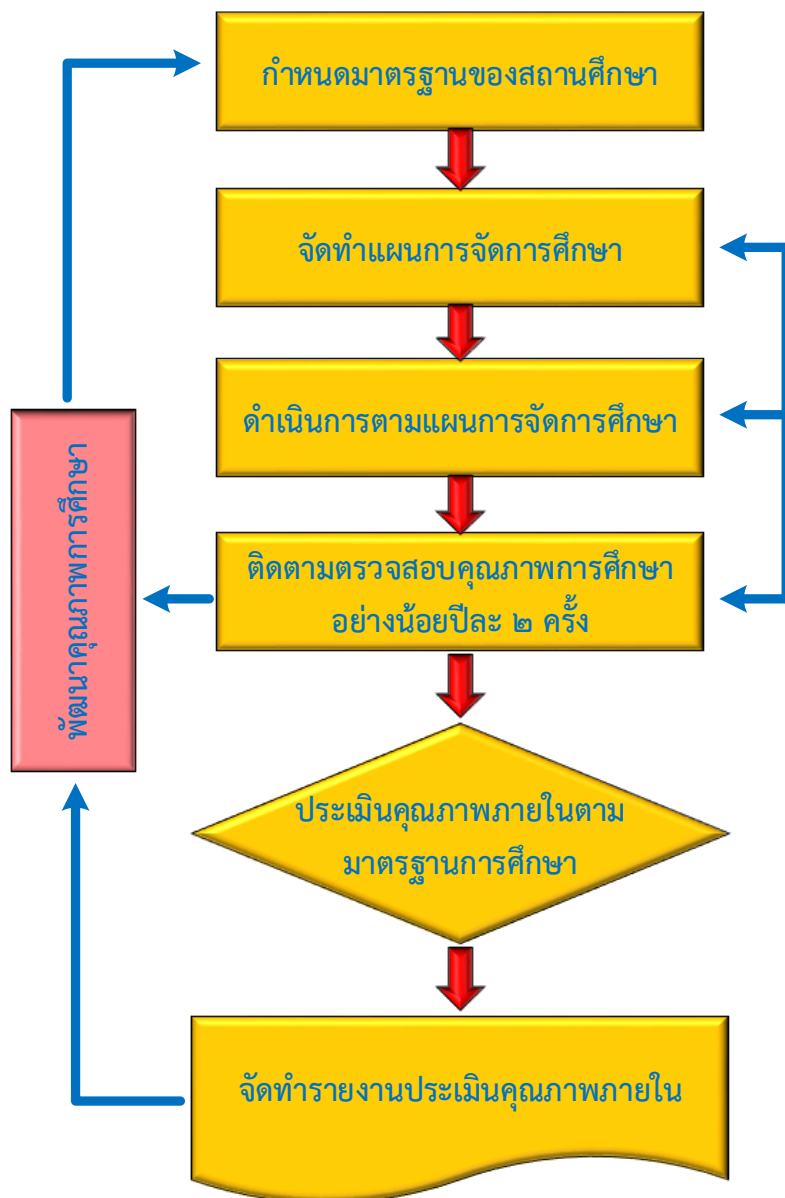 กำหนดมาตรฐานของสถานศึกษา
จัดทำแผนการจัดการศึกษา
ดำเนินการตามแผนการจัดการศึกษา
ติดตามตรวจสอบคุณภาพการศึกษา
อย่างน้อยปีละ ๒ ครั้ง
พัฒนาคุณภาพการศึกษา
ประเมินคุณภาพภายในตาม
มาตรฐานการศึกษา
จัดทำรายงานประเมินคุณภาพภายใน